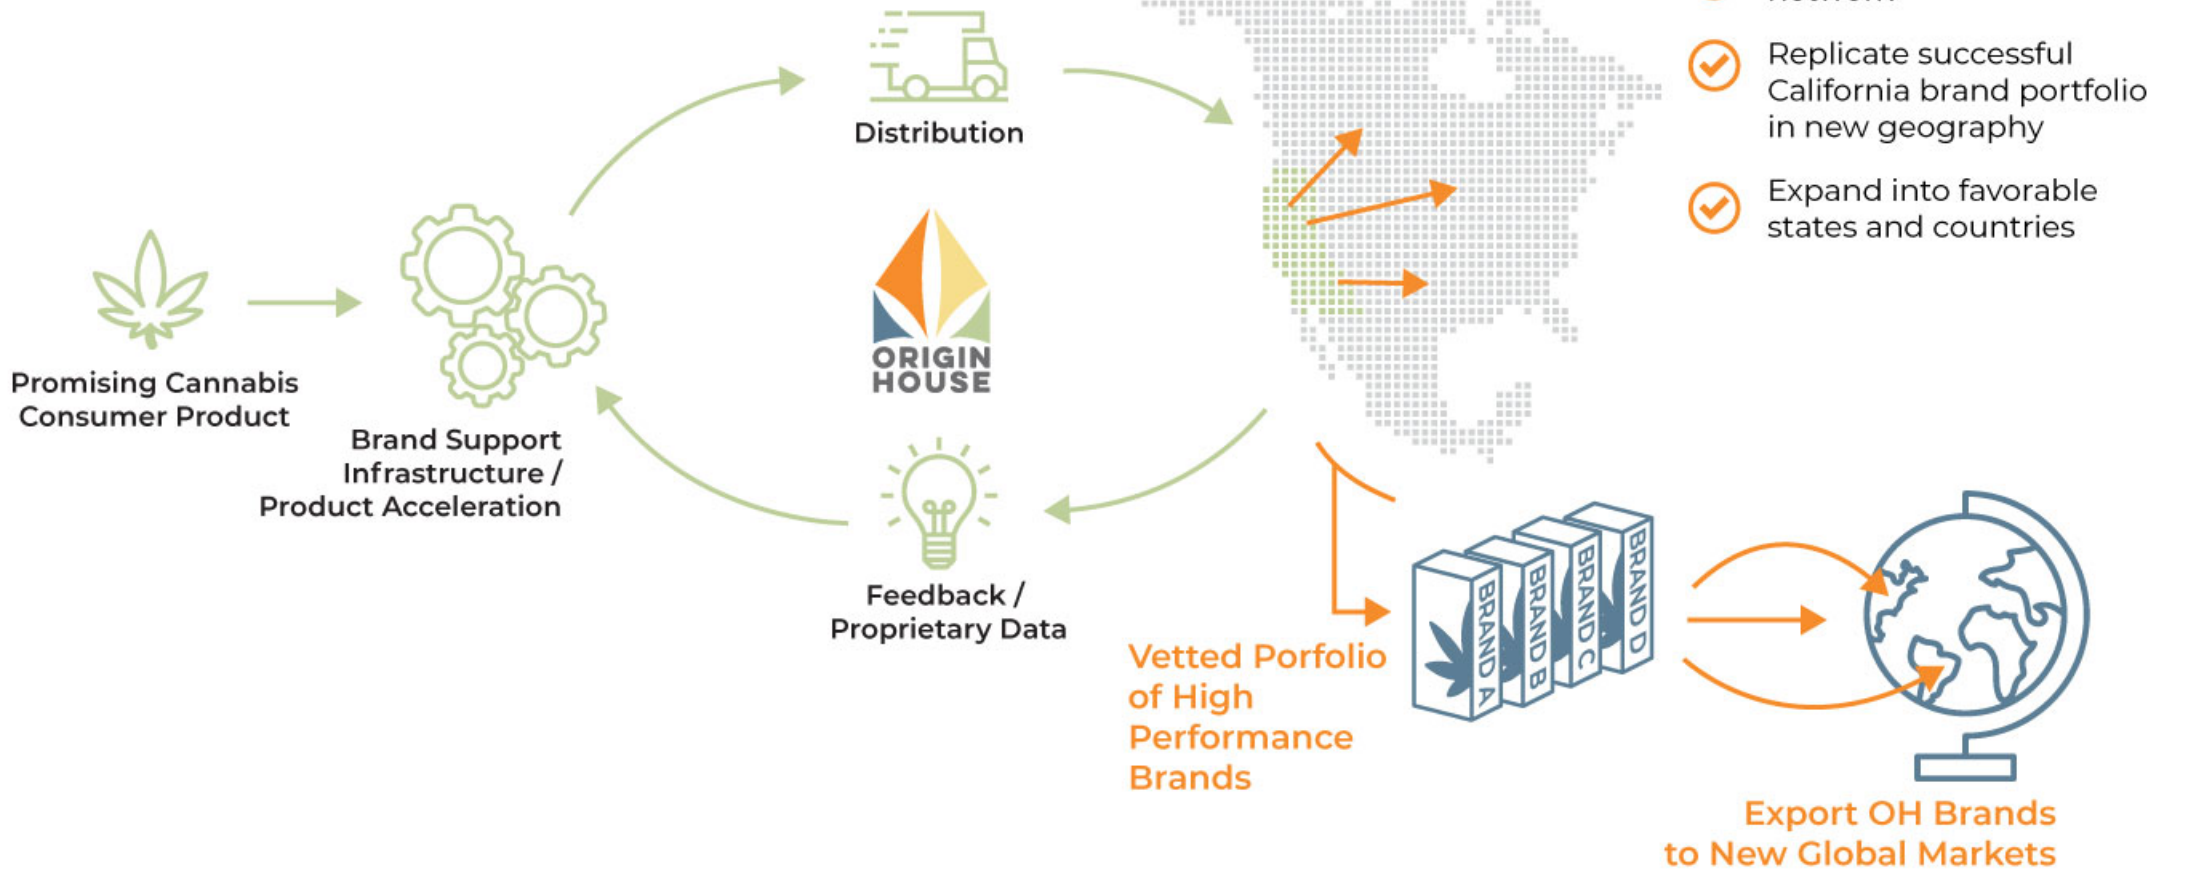 Replicate successful
California brand portfolio
in new geography
Expand into favorable
states and countries
Distribution
ORIGIN
HOUSE
Promising Cannabis
Consumer Product
Brand Support
Infrastructure /
Product Acceleration
Feedback /
Proprietary Data
Vetted Porfolio
of High
Performance
Brands
BRAND A
BRAND B
BRAND C
BRAND D
Export OH Brands
to New Global Markets